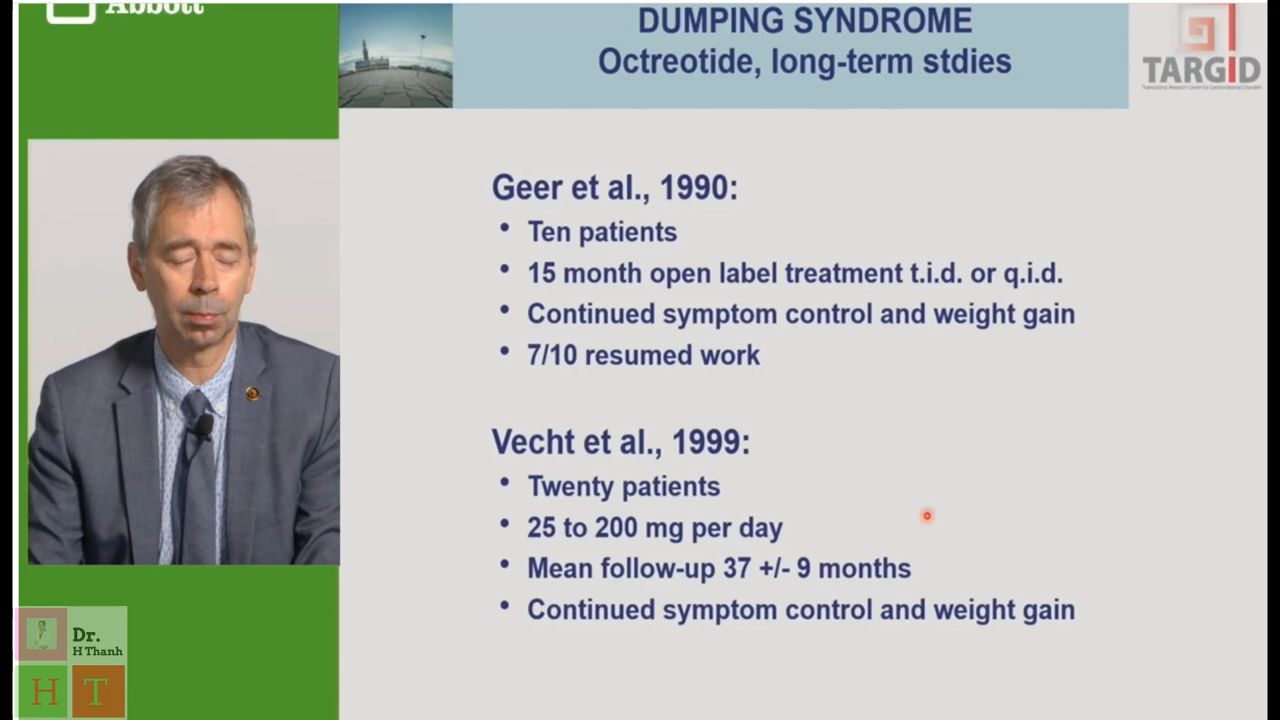 Abbott
DUMPING SYNDROME
Octreotide, long-term stdies
TARGID
Geer et al., 1990:
• Ten patients
• 15 month open label treatment t.i.d. or q.i.d.
• Continued symptom control and weight gain
• 7/10 resumed work
Vecht et al., 1999:
• Twenty patients
• 25 to 200 mg per day
• Mean follow-up 37 +/- 9 months
• Continued symptom control and weight gain
Dr.
H Thanh
H T